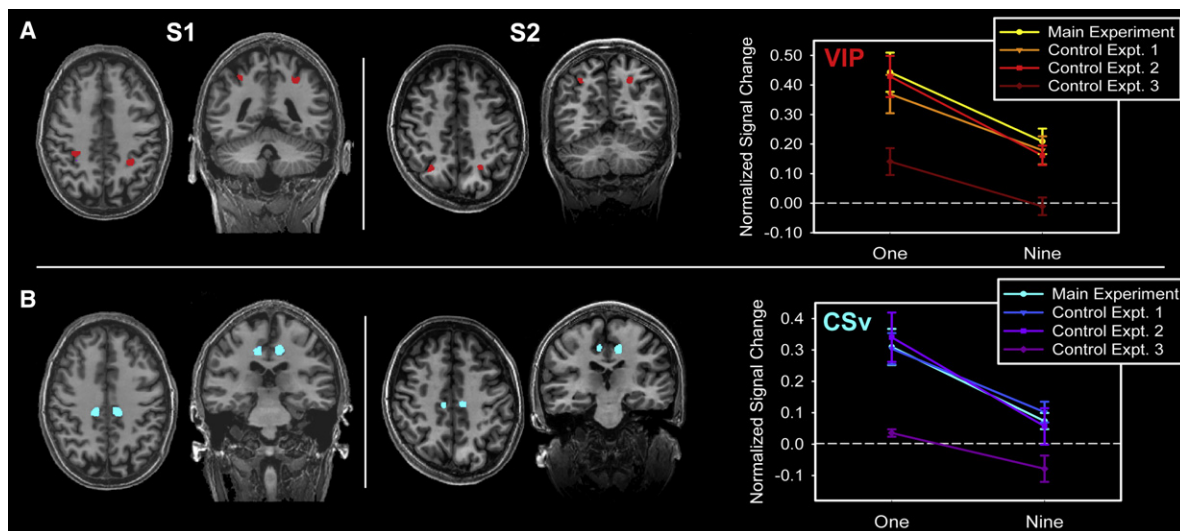 A
S1
S2
VIP
Main Experiment
Control Expt. 1
Control Expt. 2
Control Expt. 3
Normalized Signal Change
0.50
0.40
0.30
0.20
0.10
0.00
-0.10
One Nine
B
CSv
Main Experiment
Control Expt. 1
Control Expt. 2
Control Expt. 3
Normalized Signal Change
0.4
0.3
0.2
0.1
0.0
-0.1
One Nine